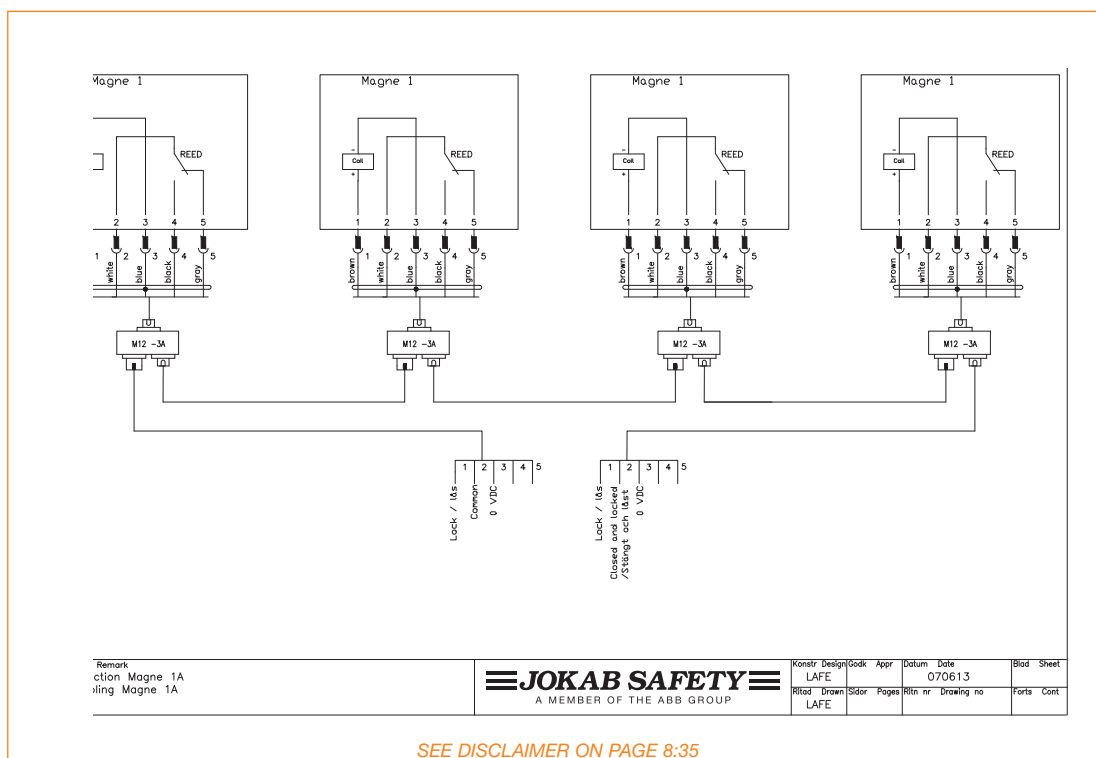 Magne 1
REED
2 3 4 5
1 2 3 4 5
white
blue
black
gray
M12 -3A
Magne 1
-
Coil
+
REED
1 2 3 4 5
1 2 3 4 5
brown
white
blue
black
gray
M12 -3A
Magne 1
-
Coil
+
REED
1 2 3 4 5
1 2 3 4 5
brown
white
blue
black
gray
M12 -3A
Magne 1
-
Coil
+
REED
1 2 3 4 5
1 2 3 4 5
brown
white
blue
black
gray
M12 -3A
1 2 3 4 5
Lock / lås
Common
0 VDC
1 2 3 4 5
Lock / lås
Closed and locked
/Stängt och låst
0 VDC
Remark
ction Magne 1A
pling Magne 1A
JOKAB SAFETY
A MEMBER OF THE ABB GROUP
Konstr Design Godk Appr Datum Date Blad Sheet
LAFE 070613
Ritad Drawn Sidor Pages Ritn nr Drawing no Forts Cont
LAFE
SEE DISCLAIMER ON PAGE 8:35